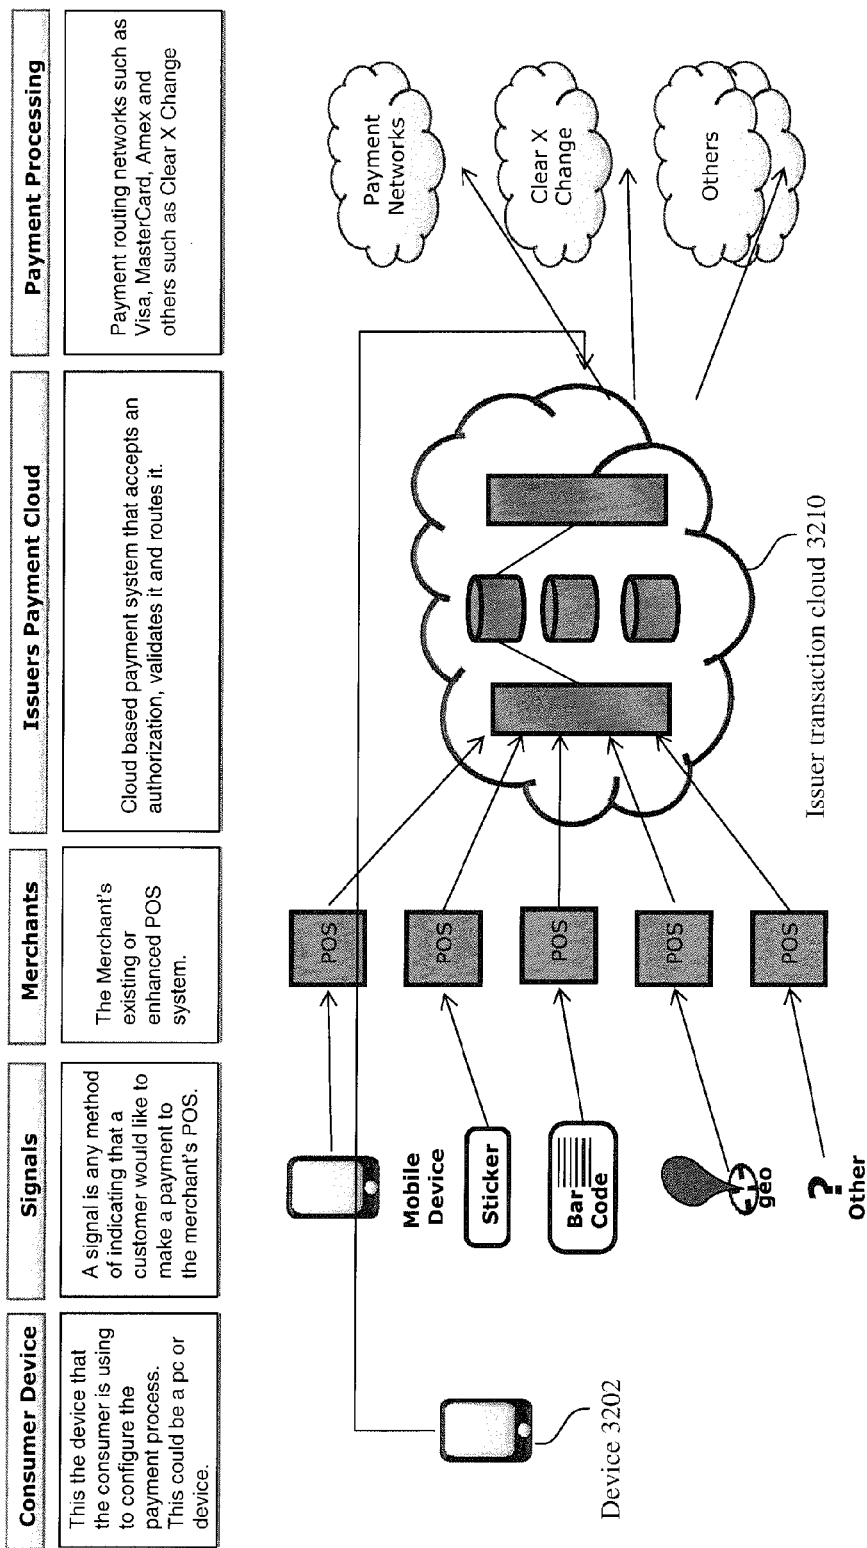 Consumer Device
This the device that
the consumer is using
to configure the
payment process.
This could be a pc or
device.
Signals
A signal is any method
of indicating that a
customer would like to
make a payment to
the merchant's POS.
Merchants
The Merchant's
existing or
enhanced POS
system.
Issuers Payment Cloud
Cloud based payment system that accepts an
authorization, validates it and routes it.
Payment Processing
Payment routing networks such as
Visa, MasterCard, Amex and
others such as Clear X Change
Device 3202
Mobile
Device
Sticker
Bar
Code
geo
?
Other
POS
POS
POS
POS
POS
Issuer transaction cloud 3210
Payment
Networks
Clear X
Change
Others